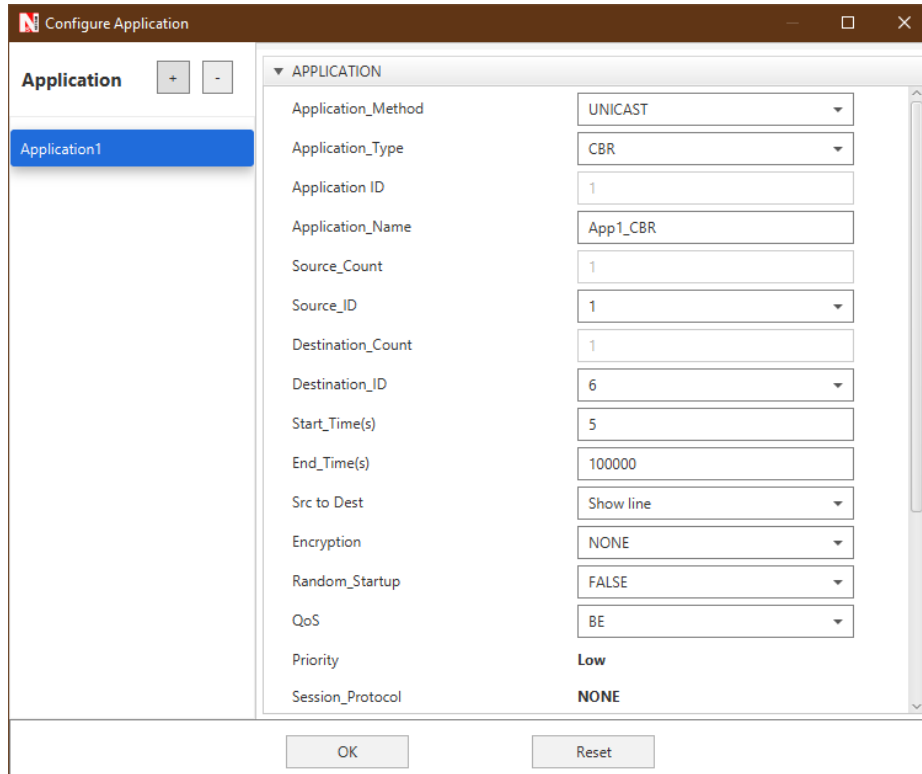 Configure Application
Application + -
Application1
APPLICATION
Application_Method UNICAST
Application_Type CBR
Application ID 1
Application_Name App1_CBR
Source_Count 1
Source_ID 1
Destination_Count 1
Destination_ID 6
Start_Time(s) 5
End_Time(s) 100000
Src to Dest Show line
Encryption NONE
Random_Startup FALSE
QoS BE
Priority Low
Session_Protocol NONE
OK Reset